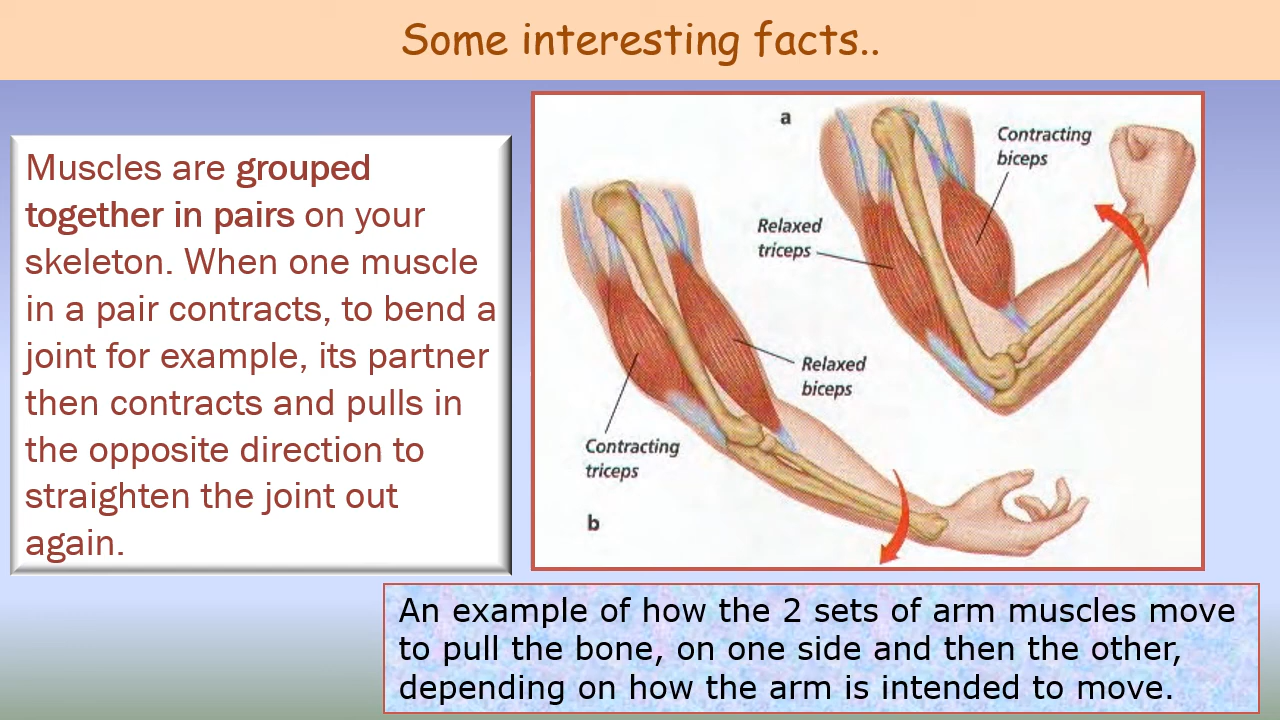 Some interesting facts..
Muscles are grouped
together in pairs on your
skeleton. When one muscle
in a pair contracts, to bend a
joint for example, its partner
then contracts and pulls in
the opposite direction to
straighten the joint out
again.
a
Contracting
biceps
Relaxed
triceps
Relaxed
biceps
Contracting
triceps
b
An example of how the 2 sets of arm muscles move
to pull the bone, on one side and then the other,
depending on how the arm is intended to move.